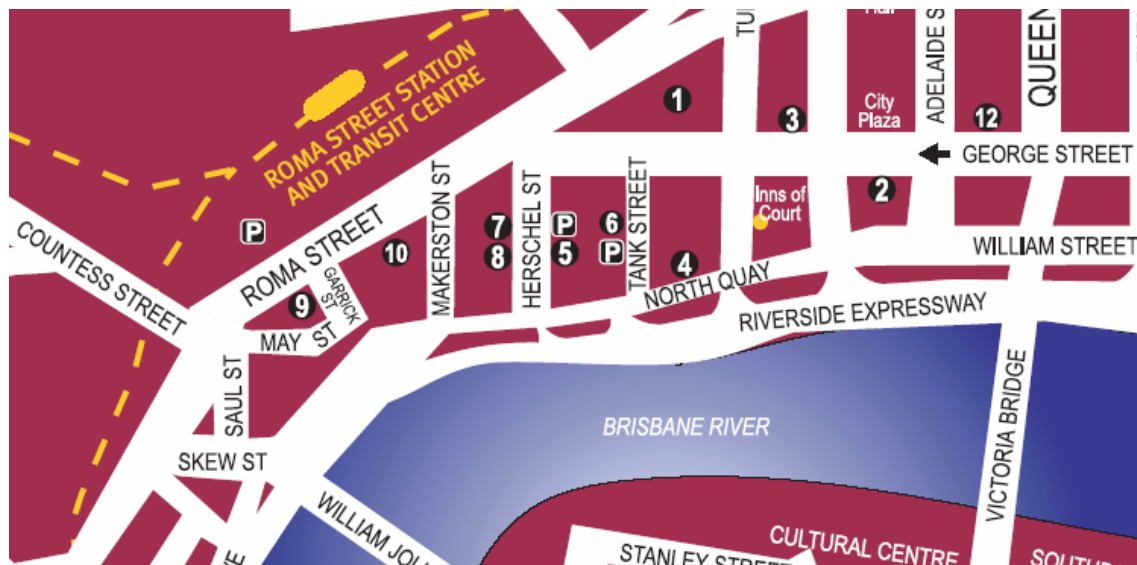 QUEEN
ADELAIDE S
TU
Hall
ROMA STREET STATION
AND TRANSIT CENTRE
1
3
City
Plaza
12
GEORGE STREET
P
ROMA STREET
COUNTESS STREET
10
MAKERSTON ST
7
8
HERSCHEL ST
P
5
6
P
TANK STREET
4
Inns of
Court
2
WILLIAM STREET
NORTH QUAY
RIVERSIDE EXPRESSWAY
9
GARRICK
ST
MAY ST
SAUL ST
SKEW ST
BRISBANE RIVER
VICTORIA BRIDGE
WILLIAM JOL
CULTURAL CENTRE
STANLEY STREET
SOUTH
E